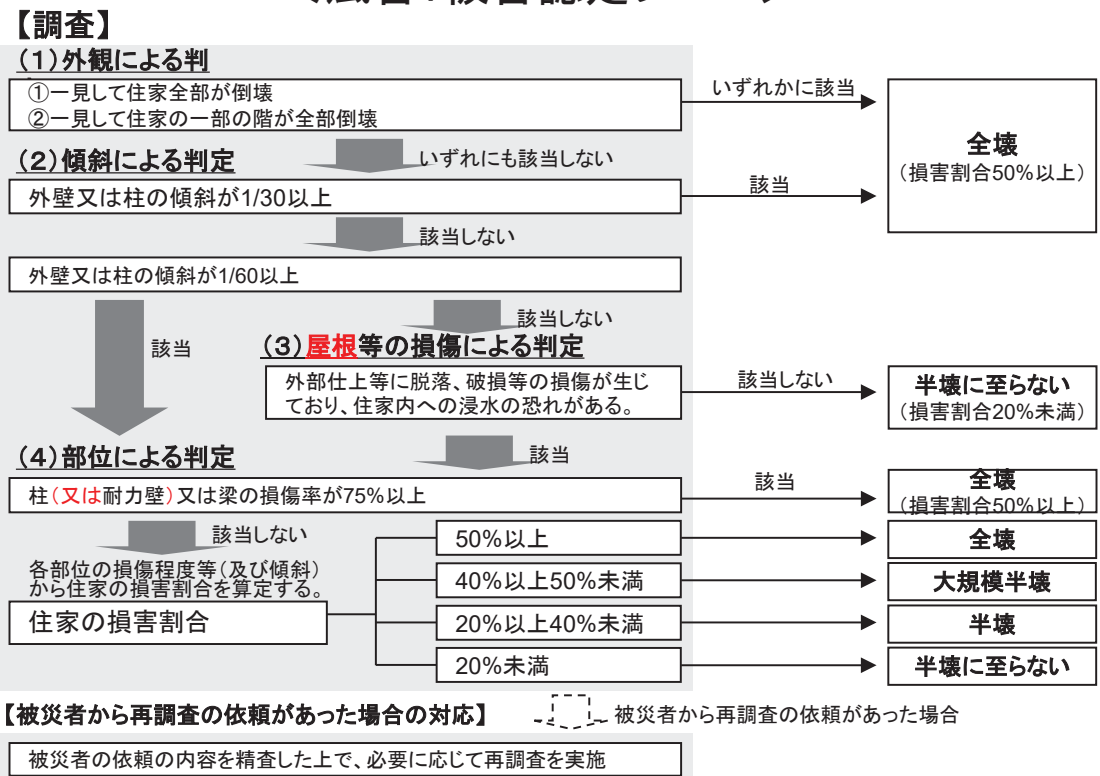 【調査】
(1)外観による判
①一見して住家全部が倒壊
②一見して住家の一部の階が全部倒壊
いずれかに該当
全壊
(損害割合50%以上)
いずれにも該当しない
(2)傾斜による判定
外壁又は柱の傾斜が1/30以上
該当
該当しない
外壁又は柱の傾斜が1/60以上
該当
該当しない
(3)屋根等の損傷による判定
外部仕上等に脱落、破損等の損傷が生じ
ており、住家内への浸水の恐れがある。
該当しない
半壊に至らない
(損害割合20%未満)
該当
(4)部位による判定
柱(又は耐力壁)又は梁の損傷率が75%以上
該当
全壊
(損害割合50%以上)
該当しない
各部位の損傷程度等(及び傾斜)
から住家の損害割合を算定する。
住家の損害割合
50%以上
全壊
40%以上50%未満
大規模半壊
20%以上40%未満
半壊
20%未満
半壊に至らない
【被災者から再調査の依頼があった場合の対応】
被災者から再調査の依頼があった場合
被災者の依頼の内容を精査した上で、必要に応じて再調査を実施